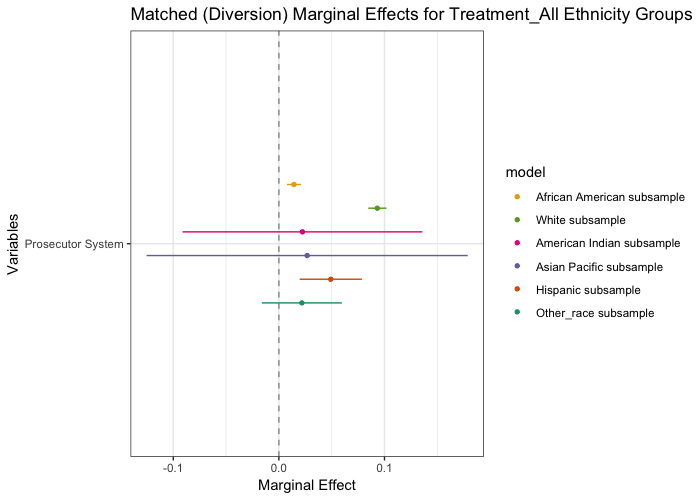 Matched (Diversion) Marginal Effects for Treatment_All Ethnicity Groups
Variables
Prosecutor System
-0.1
0.0
0.1
Marginal Effect
model
African American subsample
White subsample
American Indian subsample
Asian Pacific subsample
Hispanic subsample
Other_race subsample